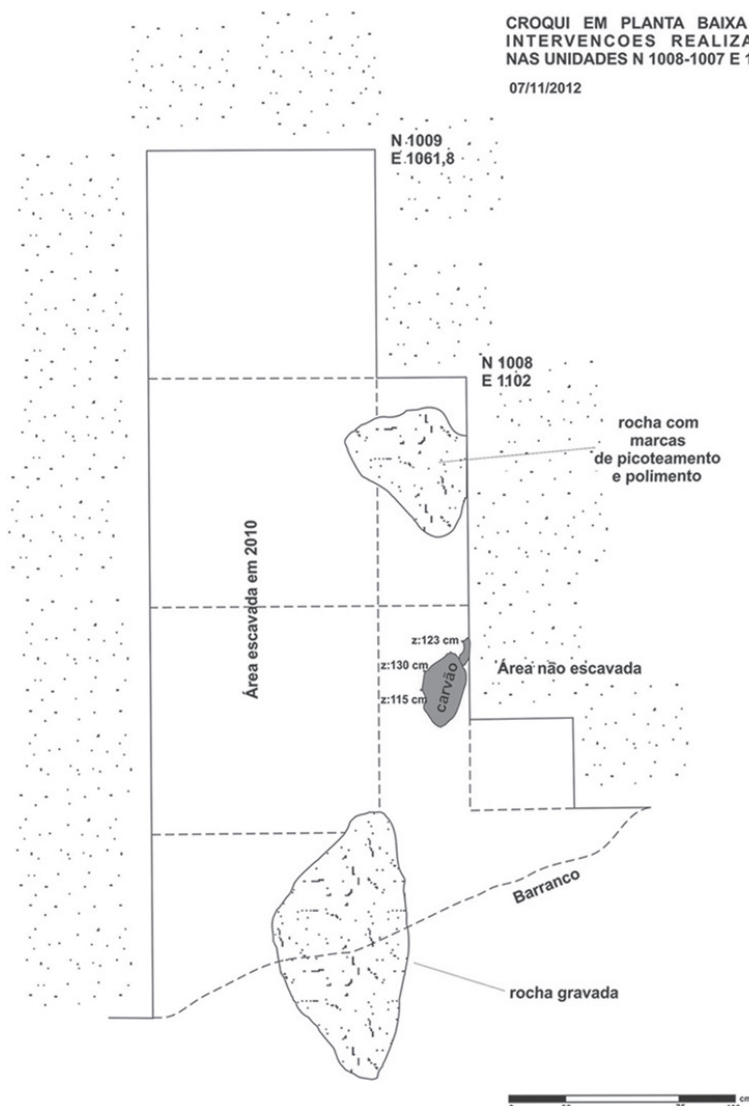 CROQUI EM PLANTA BAIXA
INTERVENCOES REALIZA
NAS UNIDADES N 1008-1007 E 1
07/11/2012
N 1009
E 1061,8
N 1008
E 1102
rocha com
marcas
de picoteamento
e polimento
Área escavada em 2010
z:123 cm
z:130 cm
z:115 cm
carvão
Área não escavada
Barranco
rocha gravada
cm